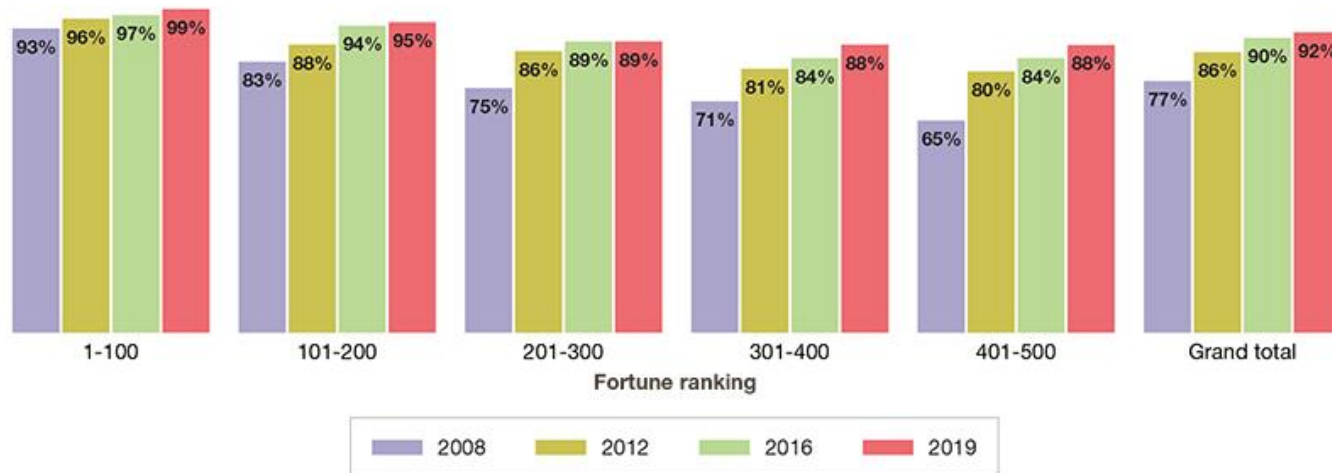 93% 96% 97% 99%
83% 88% 94% 95%
75% 86% 89% 89%
71% 81% 84% 88%
65% 80% 84% 88%
77% 86% 90% 92%
1-100 101-200 201-300 301-400 401-500 Grand total
Fortune ranking
2008 2012 2016 2019